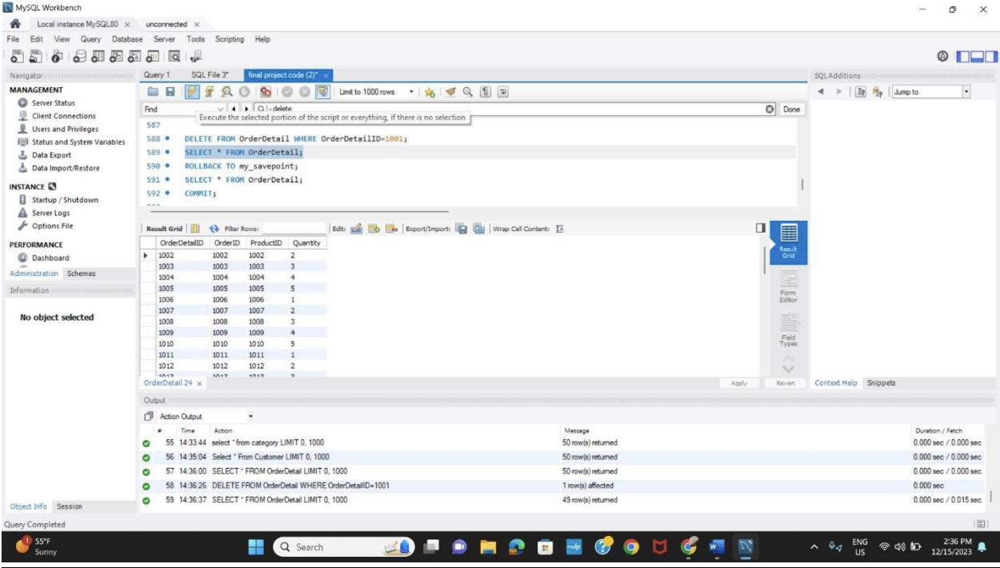 MySQL Workbench
Local instance MySQL80 × unconnected ×
File Edit View Query Database Server Tools Scripting Help
Navigator
MANAGEMENT
Server Status
Client Connections
Users and Privileges
Status and System Variables
Data Export
Data Import/Restore
INSTANCE
Startup / Shutdown
Server Logs
Options File
PERFORMANCE
Dashboard
Administration Schemas
Information
No object selected
Object Info Session
Query 1 SQL File 3* final project code (2)* ×
Limit to 1000 rows
Find delete Done
Execute the selected portion of the script or everything, if there is no selection
587
588 DELETE FROM OrderDetail WHERE OrderDetailID=1001;
589 SELECT * FROM OrderDetail;
590 ROLLBACK TO my_savepoint;
591 SELECT * FROM OrderDetail;
592 COMMIT;
Result Grid Filter Rows: Edit: Export/Import: Wrap Cell Content:
OrderDetailID OrderID ProductID Quantity
1002 1002 1002 2
1003 1003 1003 3
1004 1004 1004 4
1005 1005 1005 5
1006 1006 1006 1
1007 1007 1007 2
1008 1008 1008 3
1009 1009 1009 4
1010 1010 1010 5
1011 1011 1011 1
1012 1012 1012 2
1013 1013 1013 3
Result Grid
Form Editor
Field Types
OrderDetail 24 × Apply Revert
SQLAdditions
Jump to
Context Help Snippets
Output
Action Output
# Time Action Message Duration / Fetch
55 14:33:44 select * from category LIMIT 0, 1000 50 row(s) returned 0.000 sec / 0.000 sec
56 14:35:04 Select * From Customer LIMIT 0, 1000 50 row(s) returned 0.000 sec / 0.000 sec
57 14:36:00 SELECT * FROM OrderDetail LIMIT 0, 1000 50 row(s) returned 0.000 sec / 0.000 sec
58 14:36:26 DELETE FROM OrderDetail WHERE OrderDetailID=1001 1 row(s) affected 0.000 sec
59 14:36:37 SELECT * FROM OrderDetail LIMIT 0, 1000 49 row(s) returned 0.000 sec / 0.015 sec
Query Completed
1 55°F
Sunny
Search
ENG
US
2:36 PM
12/15/2023